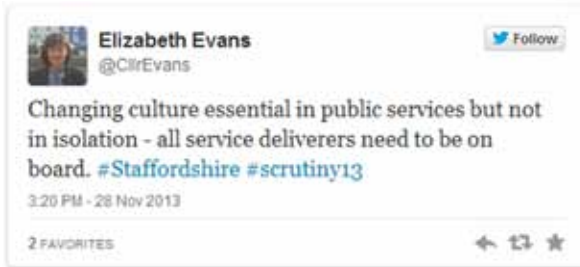 Elizabeth Evans
Follow
@CllrEvans
Changing culture essential in public services but not
in isolation - all service deliverers need to be on
board. #Staffordshire #scrutiny13
3:20 PM - 28 Nov 2013
2 FAVORITES